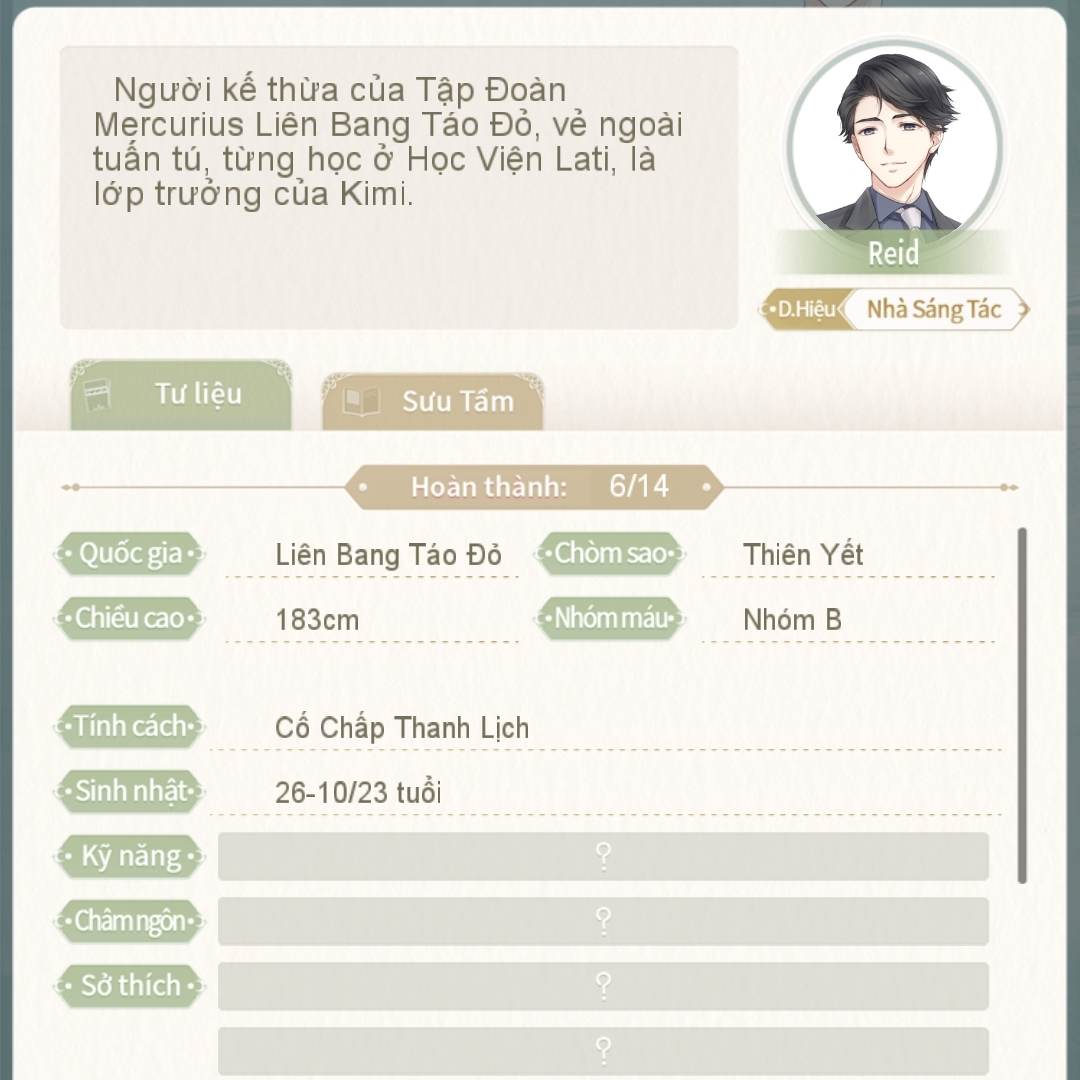 Người kế thừa của Tập Đoàn
Mercurius Liên Bang Táo Đỏ, vẻ ngoài
tuấn tú, từng học ở Học Viện Lati, là
lớp trưởng của Kimi.
Reid
D.Hiệu Nhà Sáng Tác
Tư liệu Sưu Tầm
Hoàn thành: 6/14
Quốc gia Liên Bang Táo Đỏ Chòm sao Thiên Yết
Chiều cao 183cm Nhóm máu Nhóm B
Tính cách Cố Chấp Thanh Lịch
Sinh nhật 26-10/23 tuổi
Kỹ năng ?
Châm ngôn ?
Sở thích ?
?